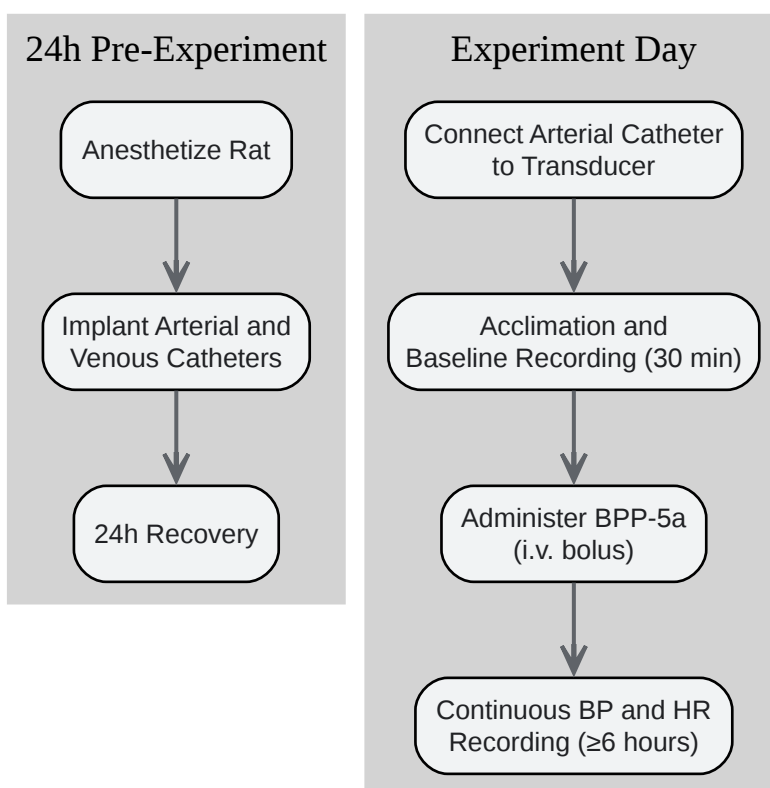 24h Pre-Experiment
Anesthetize Rat
Implant Arterial and
Venous Catheters
24h Recovery
Experiment Day
Connect Arterial Catheter
to Transducer
Acclimation and
Baseline Recording (30 min)
Administer BPP-5a
(i.v. bolus)
Continuous BP and HR
Recording (≥6 hours)